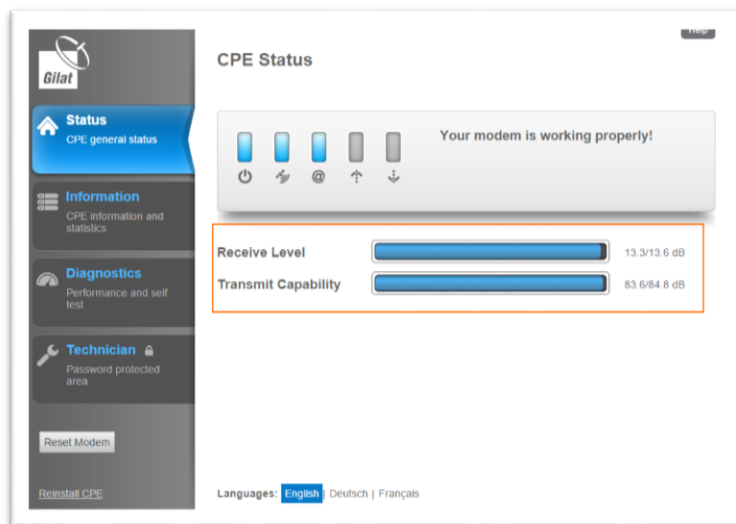 Help
Gilat
CPE Status
Status
CPE general status
Your modem is working properly!
@
Information
CPE information and
statistics
Receive Level 13.3/13.6 dB
Transmit Capability 83.6/84.8 dB
Diagnostics
Performance and self
test
Technician
Password protected
area
Reset Modem
Reinstall CPE
Languages: English | Deutsch | Français